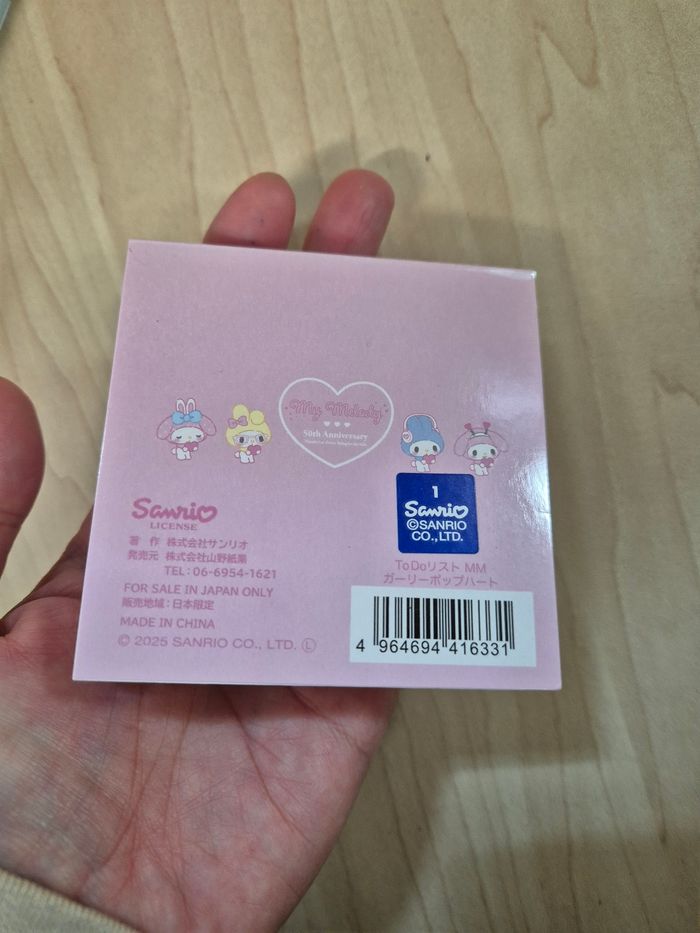 My Melody
50th Anniversary
Sanrio
LICENSE
著 作 株式会社サンリオ
発売元 株式会社山野紙業
TEL: 06-6954-1621
FOR SALE IN JAPAN ONLY
販売地域：日本限定
MADE IN CHINA
© 2025 SANRIO CO., LTD. Ⓛ
1
Sanrio
©SANRIO
CO.,LTD.
ToDoリスト MM
ガーリーポップハート
4 964694 416331